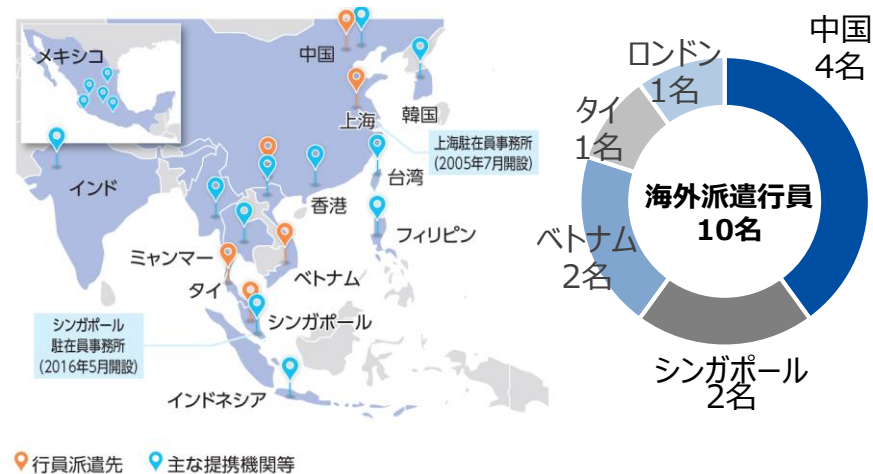 メキシコ
中国
韓国
上海
上海駐在員事務所
(2005年7月開設)
インド
台湾
香港
フィリピン
ミャンマー
ベトナム
タイ
シンガポール
シンガポール
駐在員事務所
(2016年5月開設)
インドネシア
行員派遣先
主な提携機関等
中国
4名
ロンドン
1名
タイ
1名
海外派遣行員
10名
ベトナム
2名
シンガポール
2名